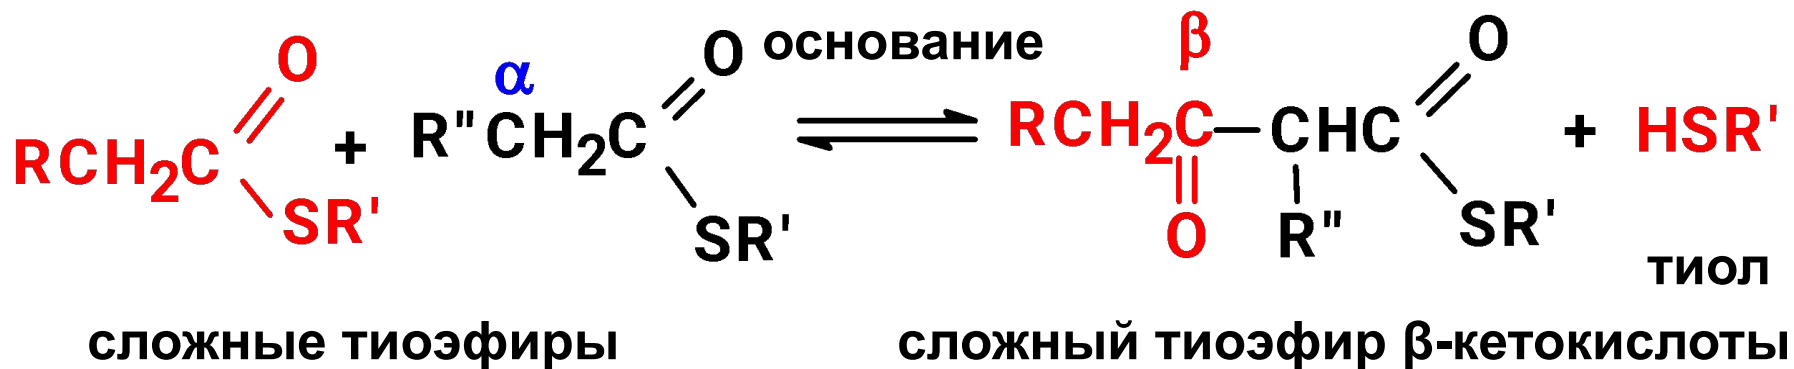 O α O основание β O
RCH₂C + R"CH₂C RCH₂C CHC + HSR'
SR' SR' O R" SR'
тиол
сложные тиоэфиры сложный тиоэфир β-кетокислоты